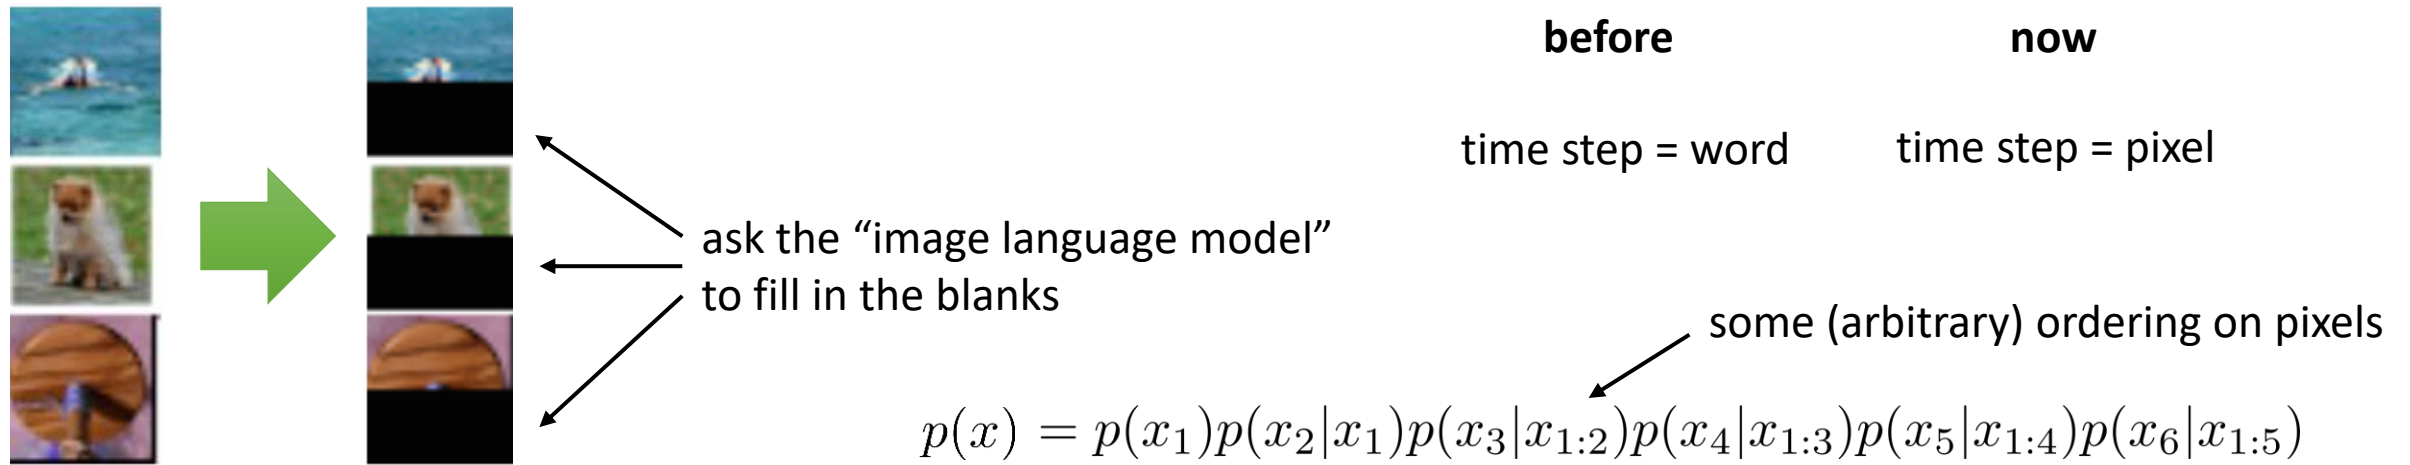 before
now
time step = word
time step = pixel
ask the “image language model”
to fill in the blanks
some (arbitrary) ordering on pixels
p(x) = p(x₁)p(x₂|x₁)p(x₃|x₁:₂)p(x₄|x₁:₃)p(x₅|x₁:₄)p(x₆|x₁:₅)